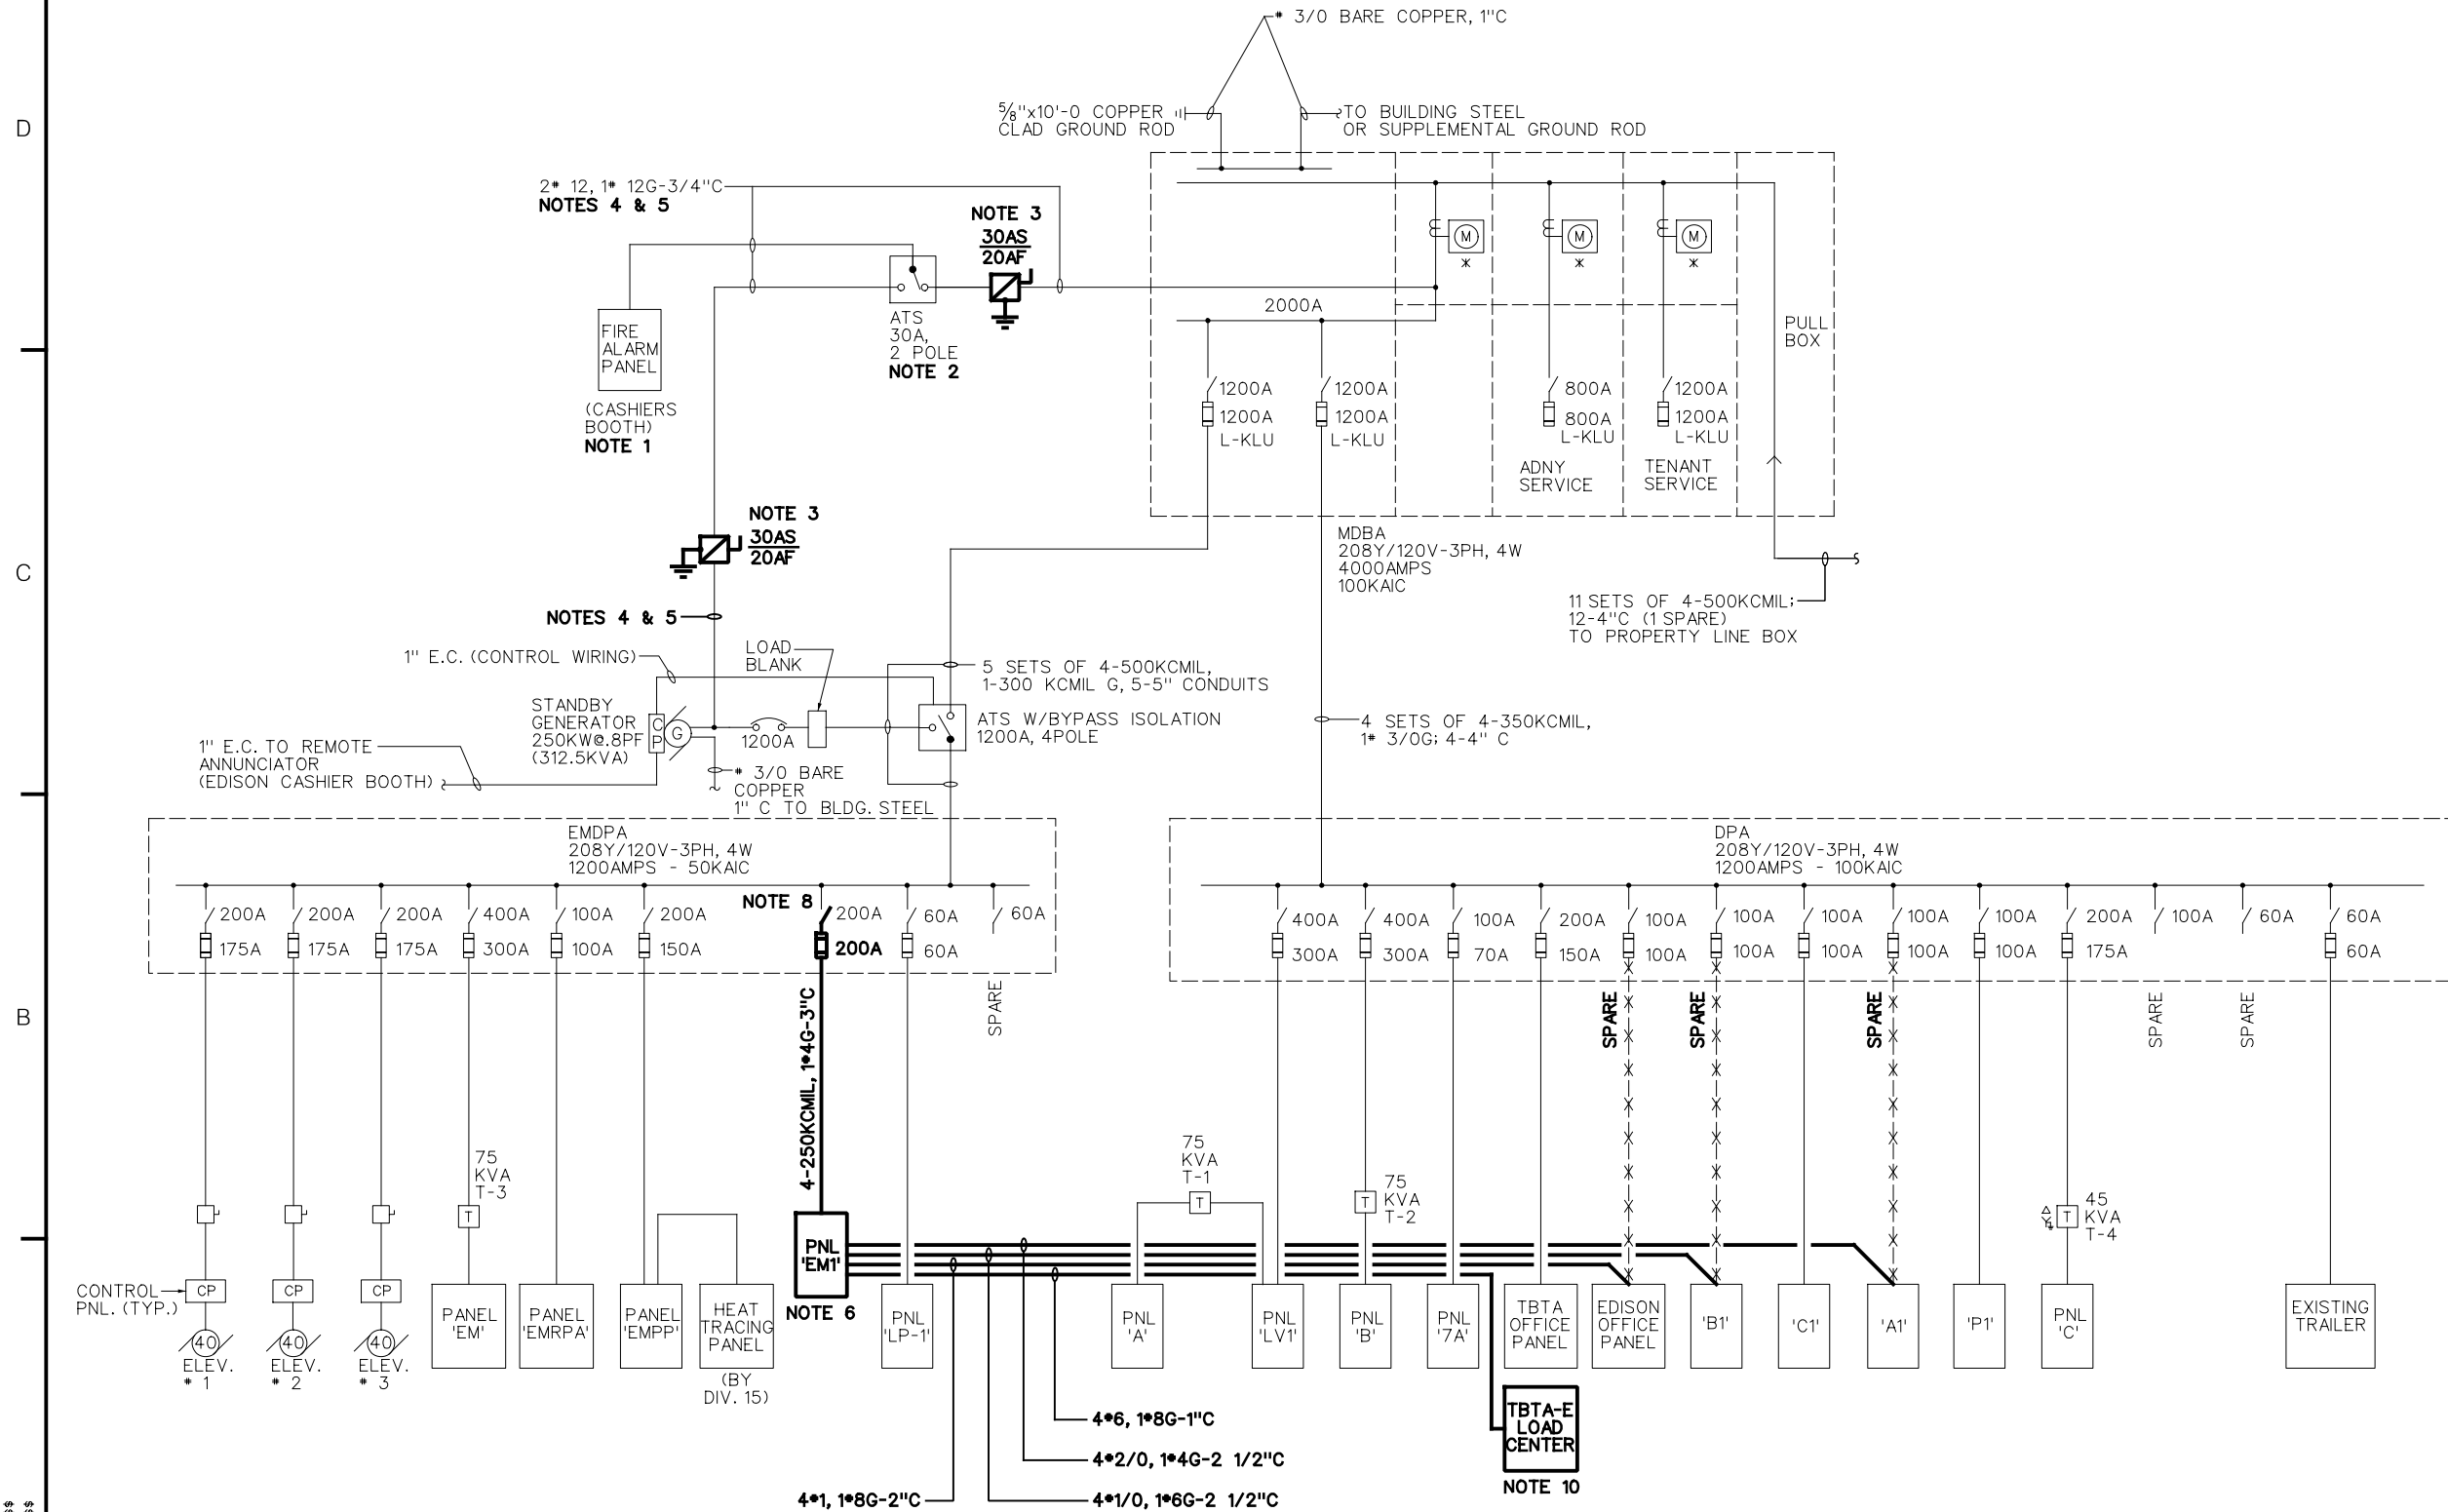 * 3/0 BARE COPPER, 1"C
D
5/8"x10'-0 COPPER
CLAD GROUND ROD
TO BUILDING STEEL
OR SUPPLEMENTAL GROUND ROD
2* 12, 1* 12G-3/4"C
NOTES 4 & 5
NOTE 3
30AS
20AF
M
M
M
*
*
*
2000A
FIRE
ALARM
PANEL
ATS
30A,
2 POLE
NOTE 2
PULL
BOX
(CASHIERS
BOOTH)
NOTE 1
1200A
1200A
L-KLU
1200A
1200A
L-KLU
800A
800A
L-KLU
1200A
1200A
L-KLU
ADNY
SERVICE
TENANT
SERVICE
NOTE 3
30AS
20AF
C
MDBA
208Y/120V-3PH, 4W
4000AMPS
100KAIC
NOTES 4 & 5
11 SETS OF 4-500KCMIL;
12-4"C (1 SPARE)
TO PROPERTY LINE BOX
1" E.C. (CONTROL WIRING)
LOAD
BLANK
5 SETS OF 4-500KCMIL,
1-300 KCMIL G, 5-5" CONDUITS
STANDBY
GENERATOR
250KW@.8PF
(312.5KVA)
C
P
G
1200A
ATS W/BYPASS ISOLATION
1200A, 4POLE
4 SETS OF 4-350KCMIL,
1* 3/0G; 4-4" C
1" E.C. TO REMOTE
ANNUNCIATOR
(EDISON CASHIER BOOTH)
* 3/0 BARE
COPPER
1" C TO BLDG. STEEL
EMDPA
208Y/120V-3PH, 4W
1200AMPS - 50KAIC
DPA
208Y/120V-3PH, 4W
1200AMPS - 100KAIC
NOTE 8
200A
175A
200A
175A
200A
175A
400A
300A
100A
100A
200A
150A
200A
200A
60A
60A
60A
400A
300A
400A
300A
100A
70A
200A
150A
100A
100A
100A
100A
100A
100A
100A
100A
100A
100A
200A
175A
100A
60A
60A
60A
B
4-250KCMIL, 1*4G-3"C
SPARE
SPARE
SPARE
SPARE
SPARE
SPARE
75
KVA
T-3
T
75
KVA
T-1
T
75
KVA
T-2
T
45
KVA
T-4
T
CONTROL
PNL. (TYP.)
CP
CP
CP
40
ELEV.
* 1
40
ELEV.
* 2
40
ELEV.
* 3
PANEL
'EM'
PANEL
'EMRPA'
PANEL
'EMPP'
HEAT
TRACING
PANEL
(BY
DIV. 15)
PNL
'EM1'
NOTE 6
PNL
'LP-1'
PNL
'A'
PNL
'LV1'
PNL
'B'
PNL
'7A'
TBTA
OFFICE
PANEL
EDISON
OFFICE
PANEL
'B1'
'C1'
'A1'
'P1'
PNL
'C'
EXISTING
TRAILER
TBTA-E
LOAD
CENTER
NOTE 10
4*6, 1*8G-1"C
4*2/0, 1*4G-2 1/2"C
4*1, 1*8G-2"C
4*1/0, 1*6G-2 1/2"C